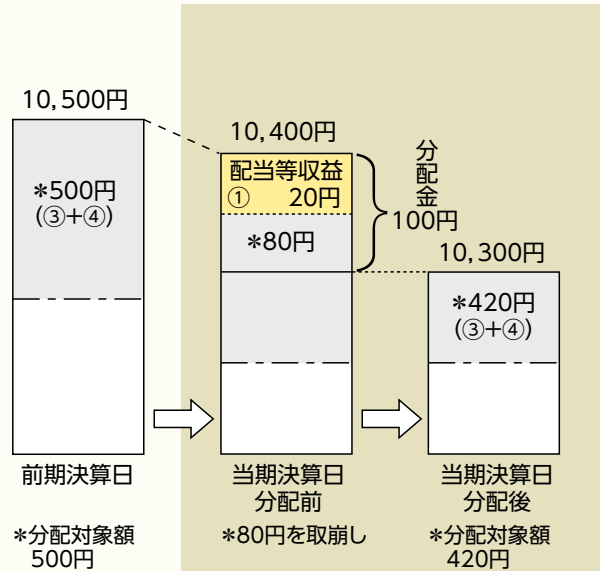 10,500円
*500円
(③+④)
前期決算日
*分配対象額
500円
10,400円
配当等収益
① 20円
*80円
分配金
100円
当期決算日
分配前
*80円を取崩し
10,300円
*420円
(③+④)
当期決算日
分配後
*分配対象額
420円